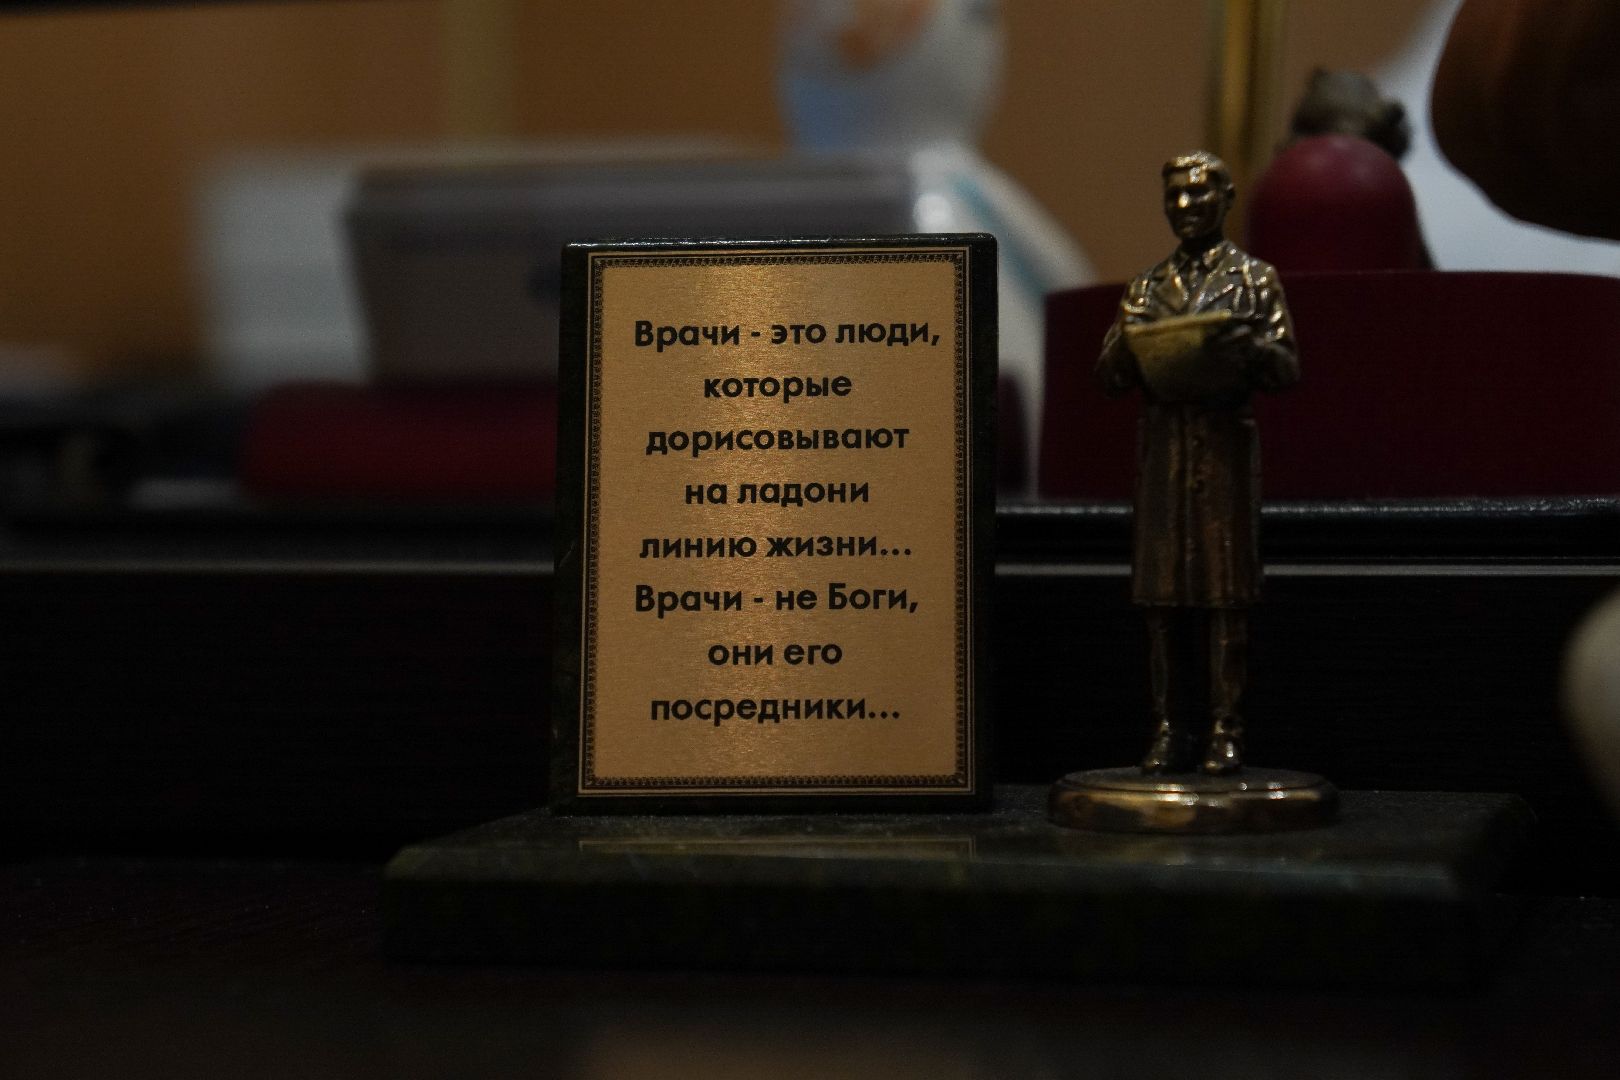 Врачи - это люди,
которые
дорисовывают
на ладони
линию жизни...
Врачи - не Боги,
они его
посредники...